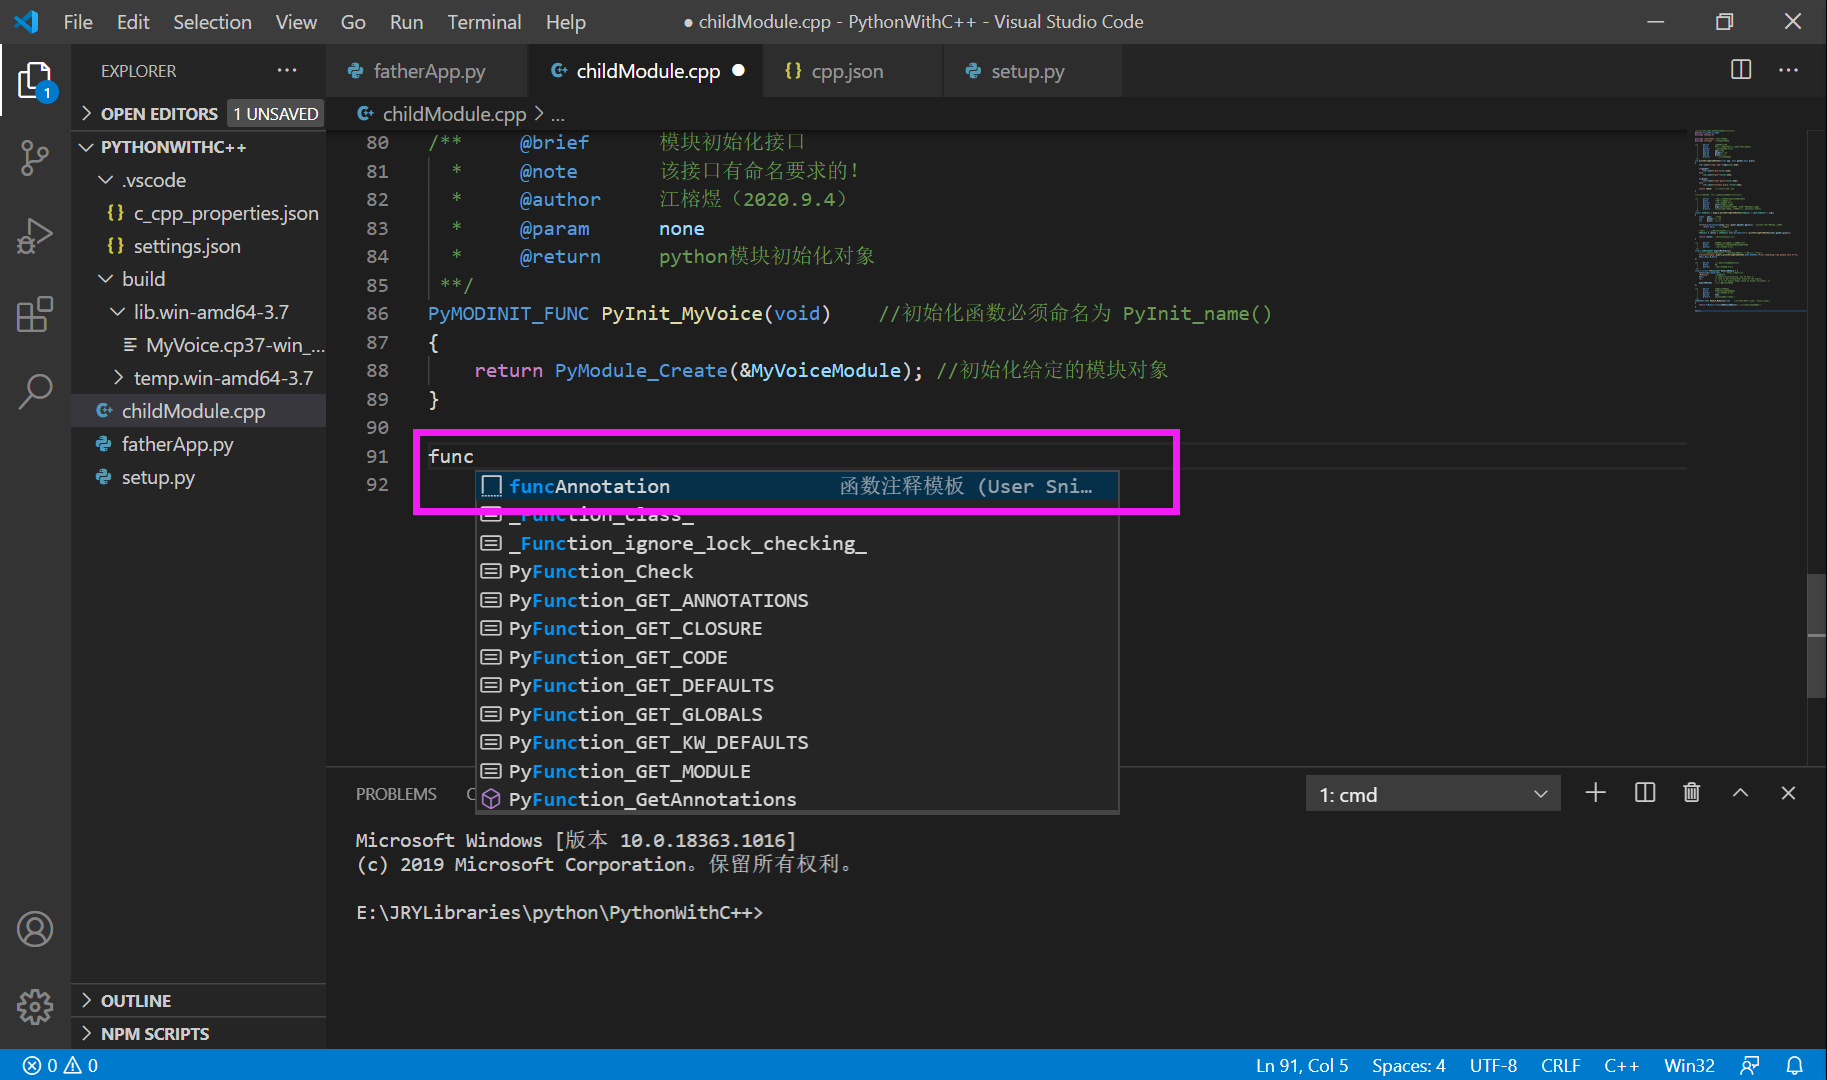 File Edit Selection View Go Run Terminal Help ● childModule.cpp - PythonWithC++ - Visual Studio Code
EXPLORER
1
OPEN EDITORS 1 UNSAVED
PYTHONWITHC++
.vscode
{} c_cpp_properties.json
{} settings.json
build
lib.win-amd64-3.7
MyVoice.cp37-win_...
temp.win-amd64-3.7
childModule.cpp
fatherApp.py
setup.py
OUTLINE
NPM SCRIPTS
fatherApp.py childModule.cpp ● {} cpp.json setup.py
childModule.cpp > ...
80 /** @brief 模块初始化接口
81 * @note 该接口有命名要求的!
82 * @author 江榕煜（2020.9.4）
83 * @param none
84 * @return python模块初始化对象
85 **/
86 PyMODINIT_FUNC PyInit_MyVoice(void) //初始化函数必须命名为 PyInit_name()
87 {
88 return PyModule_Create(&MyVoiceModule); //初始化给定的模块对象
89 }
90
91 func
92
funcAnnotation 函数注释模板 (User Sni…
_Function_class_
_Function_ignore_lock_checking_
PyFunction_Check
PyFunction_GET_ANNOTATIONS
PyFunction_GET_CLOSURE
PyFunction_GET_CODE
PyFunction_GET_DEFAULTS
PyFunction_GET_GLOBALS
PyFunction_GET_KW_DEFAULTS
PyFunction_GET_MODULE
PyFunction_GetAnnotations
PROBLEMS 1: cmd
Microsoft Windows [版本 10.0.18363.1016]
(c) 2019 Microsoft Corporation。保留所有权利。
E:\JRYLibraries\python\PythonWithC++>
0 0 Ln 91, Col 5 Spaces: 4 UTF-8 CRLF C++ Win32